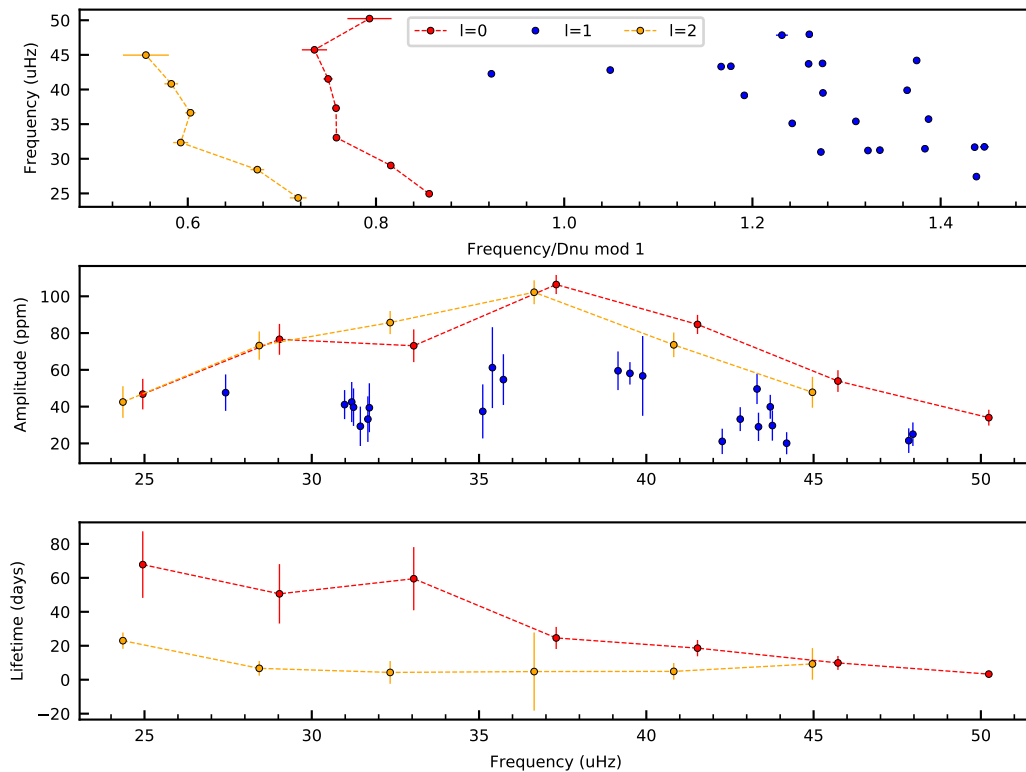 l=0 l=1 l=2
Frequency (uHz)
50
45
40
35
30
25
0.6 0.8 1.0 1.2 1.4
Frequency/Dnu mod 1
Amplitude (ppm)
100
80
60
40
20
25 30 35 40 45 50
Lifetime (days)
80
60
40
20
0
−20
25 30 35 40 45 50
Frequency (uHz)